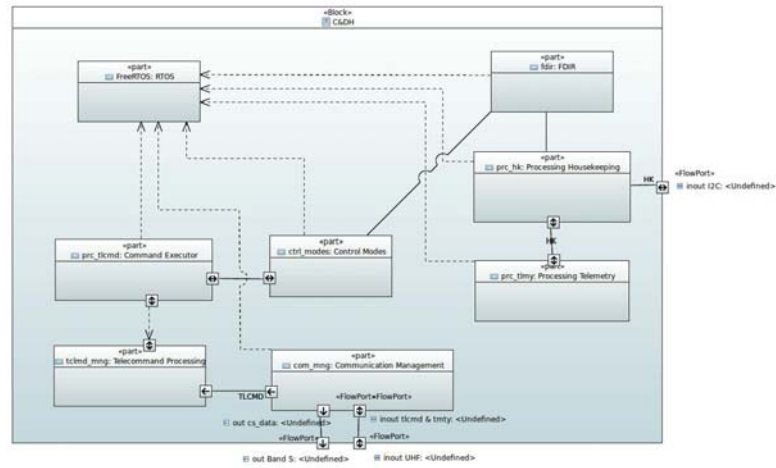 «Block»
C&DH
«part»
FreeRTOS: RTOS
«part»
fdir: FDIR
«part»
prc_hk: Processing Housekeeping
HK
«FlowPort»
inout I2C: <Undefined>
HK
«part»
prc_tlmy: Processing Telemetry
«part»
prc_tlcmd: Command Executor
«part»
ctrl_modes: Control Modes
«part»
tclmd_mng: Telecommand Processing
«part»
com_mng: Communication Management
TLCMD
«FlowPort»
«FlowPort»
out cs_data: <Undefined>
inout tlcmd & tmty: <Undefined>
«FlowPort»
«FlowPort»
out Band S: <Undefined>
inout UHF: <Undefined>